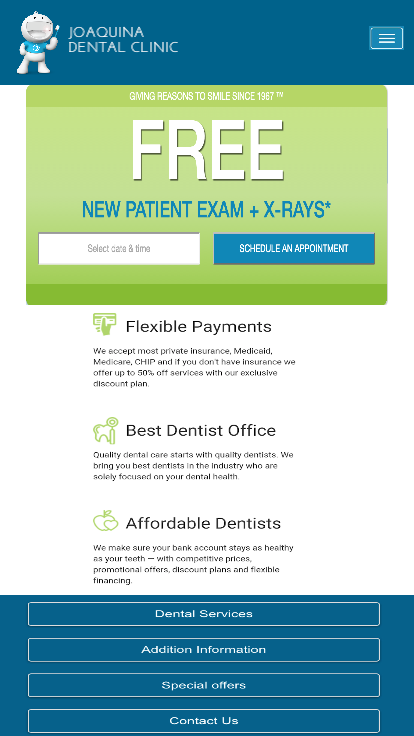 JOAQUINA
DENTAL CLINIC
GIVING REASONS TO SMILE SINCE 1987 ™
FREE
NEW PATIENT EXAM + X-RAYS*
Select date & time
SCHEDULE AN APPOINTMENT
Flexible Payments
We accept most private insurance, Medicaid,
Medicare, CHIP and if you don't have insurance we
offer up to 50% off services with our exclusive
discount plan.
Best Dentist Office
Quality dental care starts with quality dentists. We
bring you best dentists in the industry who are
solely focused on your dental health.
Affordable Dentists
We make sure your bank account stays as healthy
as your teeth — with competitive prices,
promotional offers, discount plans and flexible
financing.
Dental Services
Addition Information
Special offers
Contact Us